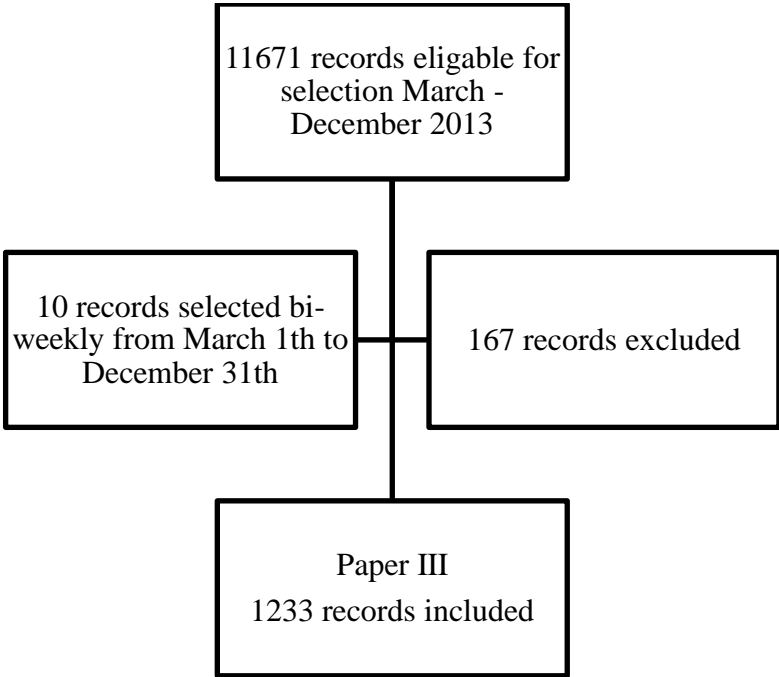 11671 records eligable for
selection March -
December 2013
10 records selected bi-
weekly from March 1th to
December 31th
167 records excluded
Paper III
1233 records included